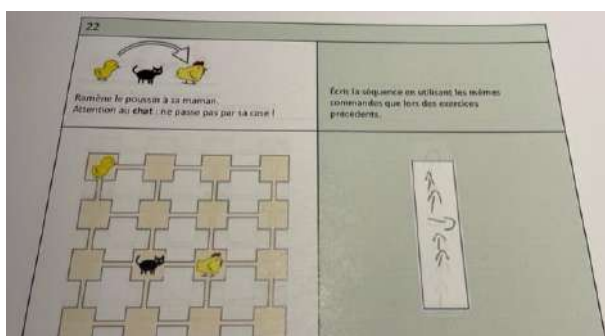 22
Ramène le poussin à sa maman.
Attention au chat : ne passe pas par sa case !
Écris la séquence en utilisant les mêmes
commandes que lors des exercices
précédents.